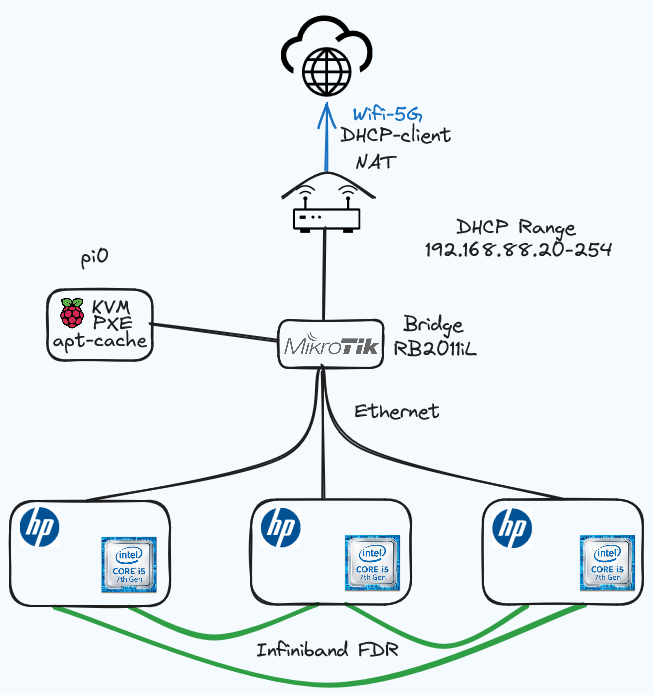 Wifi-5G
DHCP-client
NAT
DHCP Range
192.168.88.20-254
pi0
KVM
PXE
apt-cache
MikroTik
Bridge
RB2011iL
Ethernet
hp
intel
CORE i5
7th Gen
hp
intel
CORE i5
7th Gen
hp
intel
CORE i5
7th Gen
Infiniband FDR